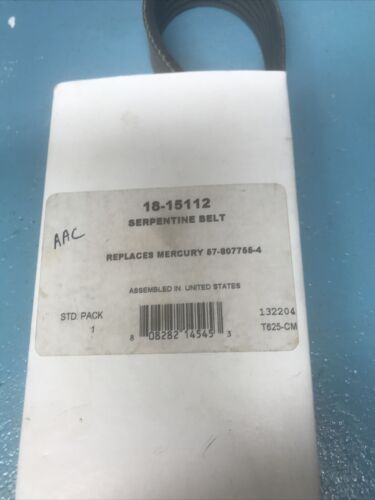 18-15112
SERPENTINE BELT
AAC
REPLACES MERCURY 57-807755-4
ASSEMBLED IN UNITED STATES
STD PACK
1
132204
T625-CM
8 08282 14545 3